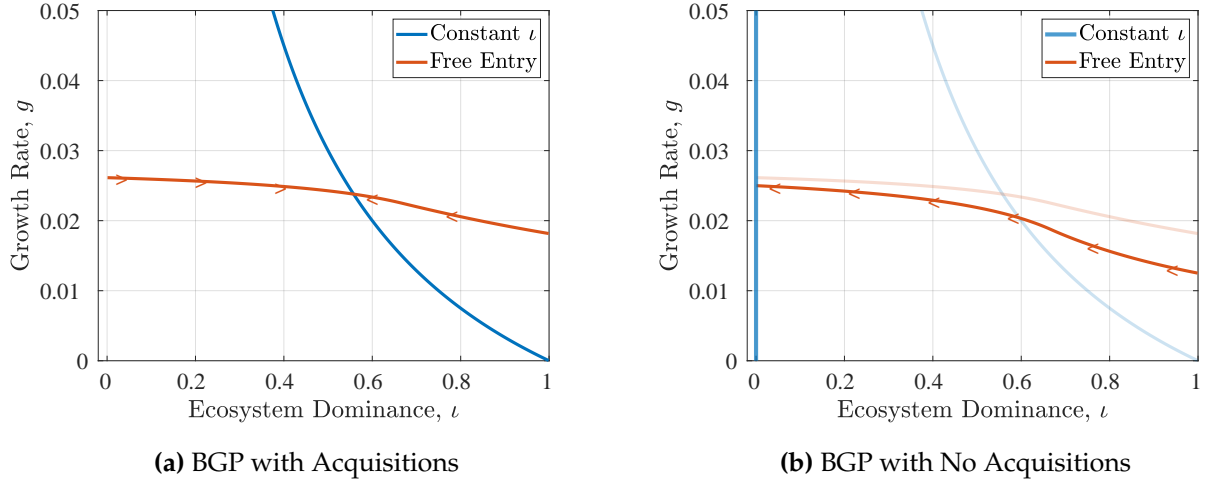 0.05
0.04
0.03
0.02
0.01
0
Growth Rate, g
Constant ι
Free Entry
0 0.2 0.4 0.6 0.8 1
Ecosystem Dominance, ι
(a) BGP with Acquisitions
0.05
0.04
0.03
0.02
0.01
0
Growth Rate, g
Constant ι
Free Entry
0 0.2 0.4 0.6 0.8 1
Ecosystem Dominance, ι
(b) BGP with No Acquisitions